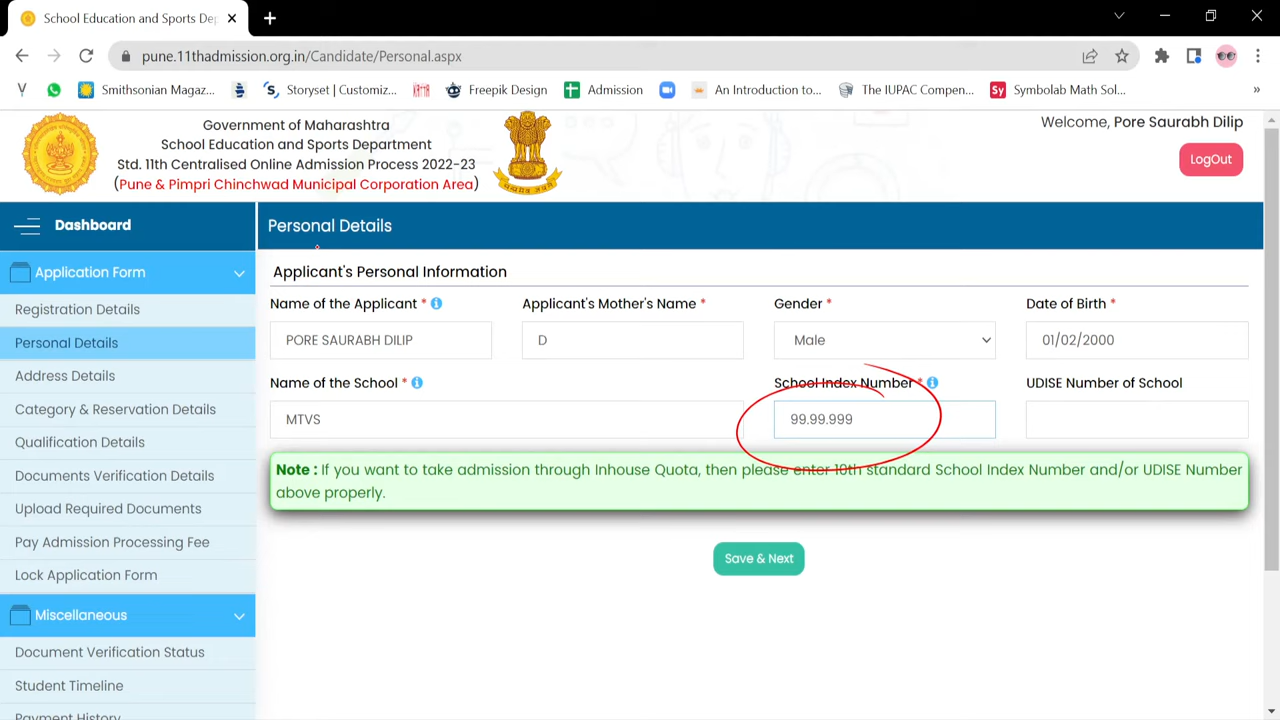 School Education and Sports Dep
pune.11thadmission.org.in/Candidate/Personal.aspx
Smithsonian Magaz...
Storyset | Customiz...
Freepik Design
Admission
An Introduction to...
The IUPAC Compen...
Sy Symbolab Math Sol...
»
Government of Maharashtra
School Education and Sports Department
Std. 11th Centralised Online Admission Process 2022-23
(Pune & Pimpri Chinchwad Municipal Corporation Area)
Welcome, Pore Saurabh Dilip
LogOut
Dashboard
Application Form
Registration Details
Personal Details
Address Details
Category & Reservation Details
Qualification Details
Documents Verification Details
Upload Required Documents
Pay Admission Processing Fee
Lock Application Form
Miscellaneous
Document Verification Status
Student Timeline
Payment History
Personal Details
Applicant's Personal Information
Name of the Applicant * Applicant's Mother's Name * Gender * Date of Birth *
PORE SAURABH DILIP D Male 01/02/2000
Name of the School * School Index Number * UDISE Number of School
MTVS 99.99.999
Note : If you want to take admission through Inhouse Quota, then please enter 10th standard School Index Number and/or UDISE Number
above properly.
Save & Next